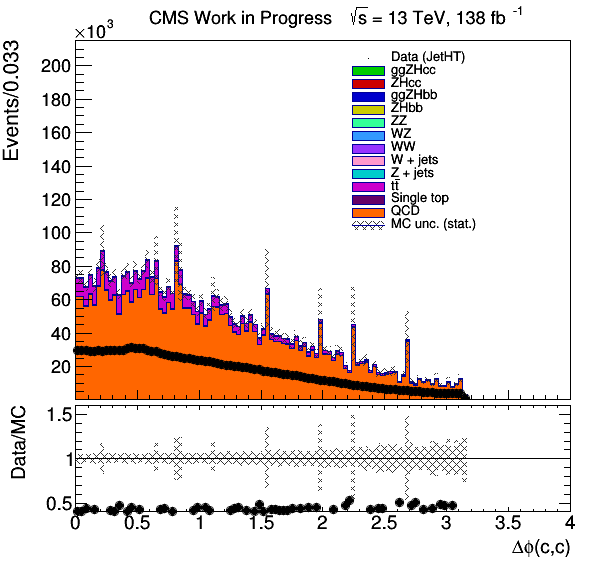 CMS Work in Progress √s = 13 TeV, 138 fb⁻¹
×10³
Events/0.033
200
180
160
140
120
100
80
60
40
20
Data (JetHT)
ggZHcc
ZHcc
ggZHbb
ZHbb
ZZ
WZ
WW
W + jets
Z + jets
tt̄
Single top
QCD
MC unc. (stat.)
Data/MC
1.5
1
0.5
0 0.5 1 1.5 2 2.5 3 3.5 4
Δϕ(c,c)